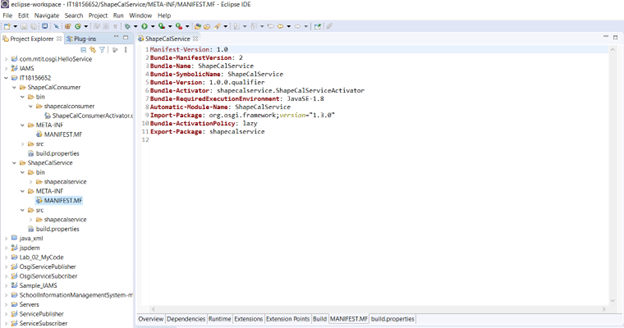 eclipse-workspace - IT18156652/ShapeCalService/META-INF/MANIFEST.MF - Eclipse IDE
File Edit Navigate Search Project Run Window Help
Project Explorer
Plug-ins
com.mtit.osgi.HelloService
IAMS
IT18156652
ShapeCalConsumer
bin
shapecalconsumer
ShapeCalConsumerActivator.c
META-INF
MANIFEST.MF
src
build.properties
ShapeCalService
bin
shapecalservice
META-INF
MANIFEST.MF
src
shapecalservice
build.properties
java_xml
jspdem
Lab_02_MyCode
OsgiServicePublisher
OsgiServiceSubcriber
Sample_IAMS
SchoolInformationManagementSystem-m
Servers
ServicePublisher
ServiceSubcriber
ShapeCalService
1 Manifest-Version: 1.0
2 Bundle-ManifestVersion: 2
3 Bundle-Name: ShapeCalService
4 Bundle-SymbolicName: ShapeCalService
5 Bundle-Version: 1.0.0.qualifier
6 Bundle-Activator: shapecalservice.ShapeCalServiceActivator
7 Bundle-RequiredExecutionEnvironment: JavaSE-1.8
8 Automatic-Module-Name: ShapeCalService
9 Import-Package: org.osgi.framework;version="1.3.0"
10 Bundle-ActivationPolicy: lazy
11 Export-Package: shapecalservice
12
Overview Dependencies Runtime Extensions Extension Points Build MANIFEST.MF build.properties